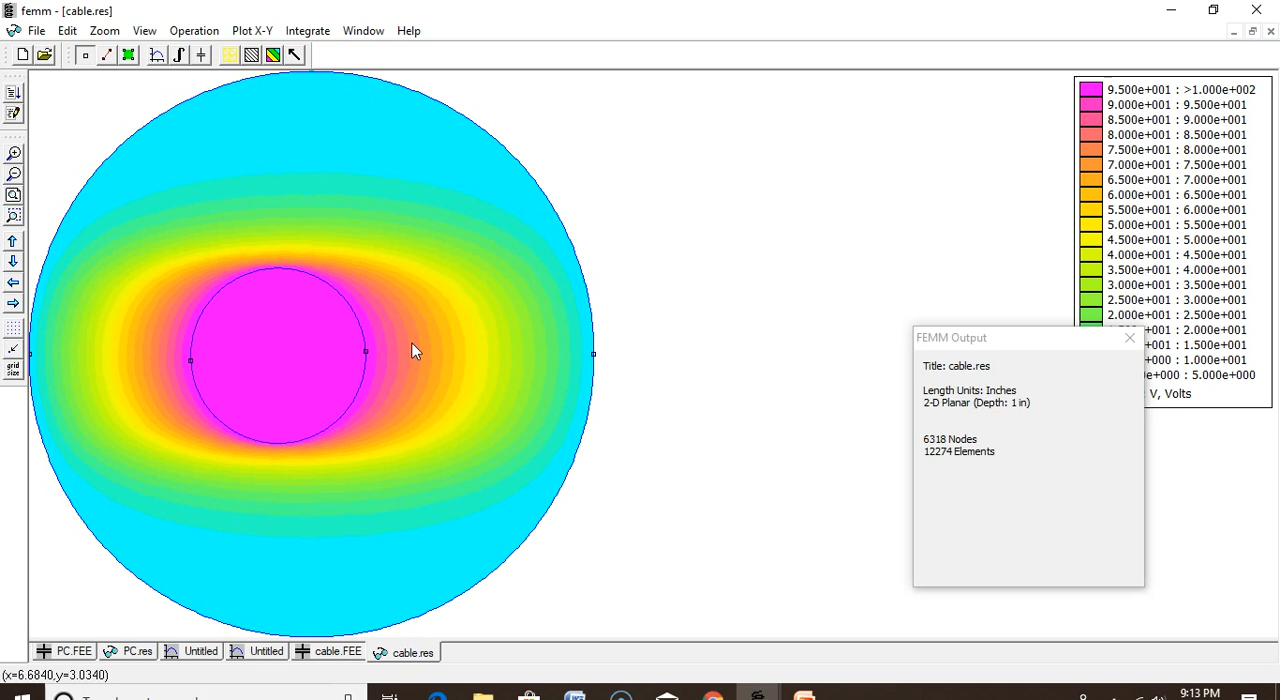 femm - [cable.res]
File Edit Zoom View Operation Plot X-Y Integrate Window Help
9.500e+001 : >1.000e+002
9.000e+001 : 9.500e+001
8.500e+001 : 9.000e+001
8.000e+001 : 8.500e+001
7.500e+001 : 8.000e+001
7.000e+001 : 7.500e+001
6.500e+001 : 7.000e+001
6.000e+001 : 6.500e+001
5.500e+001 : 6.000e+001
5.000e+001 : 5.500e+001
4.500e+001 : 5.000e+001
4.000e+001 : 4.500e+001
3.500e+001 : 4.000e+001
3.000e+001 : 3.500e+001
2.500e+001 : 3.000e+001
2.000e+001 : 2.500e+001
: 2.000e+001
: 1.500e+001
: 1.000e+001
e+000 : 5.000e+000
V, Volts
FEMM Output
Title: cable.res
Length Units: Inches
2-D Planar (Depth: 1 in)
6318 Nodes
12274 Elements
grid
size
PC.FEE PC.res Untitled Untitled cable.FEE cable.res
(x=6.6840,y=3.0340)
9:13 PM